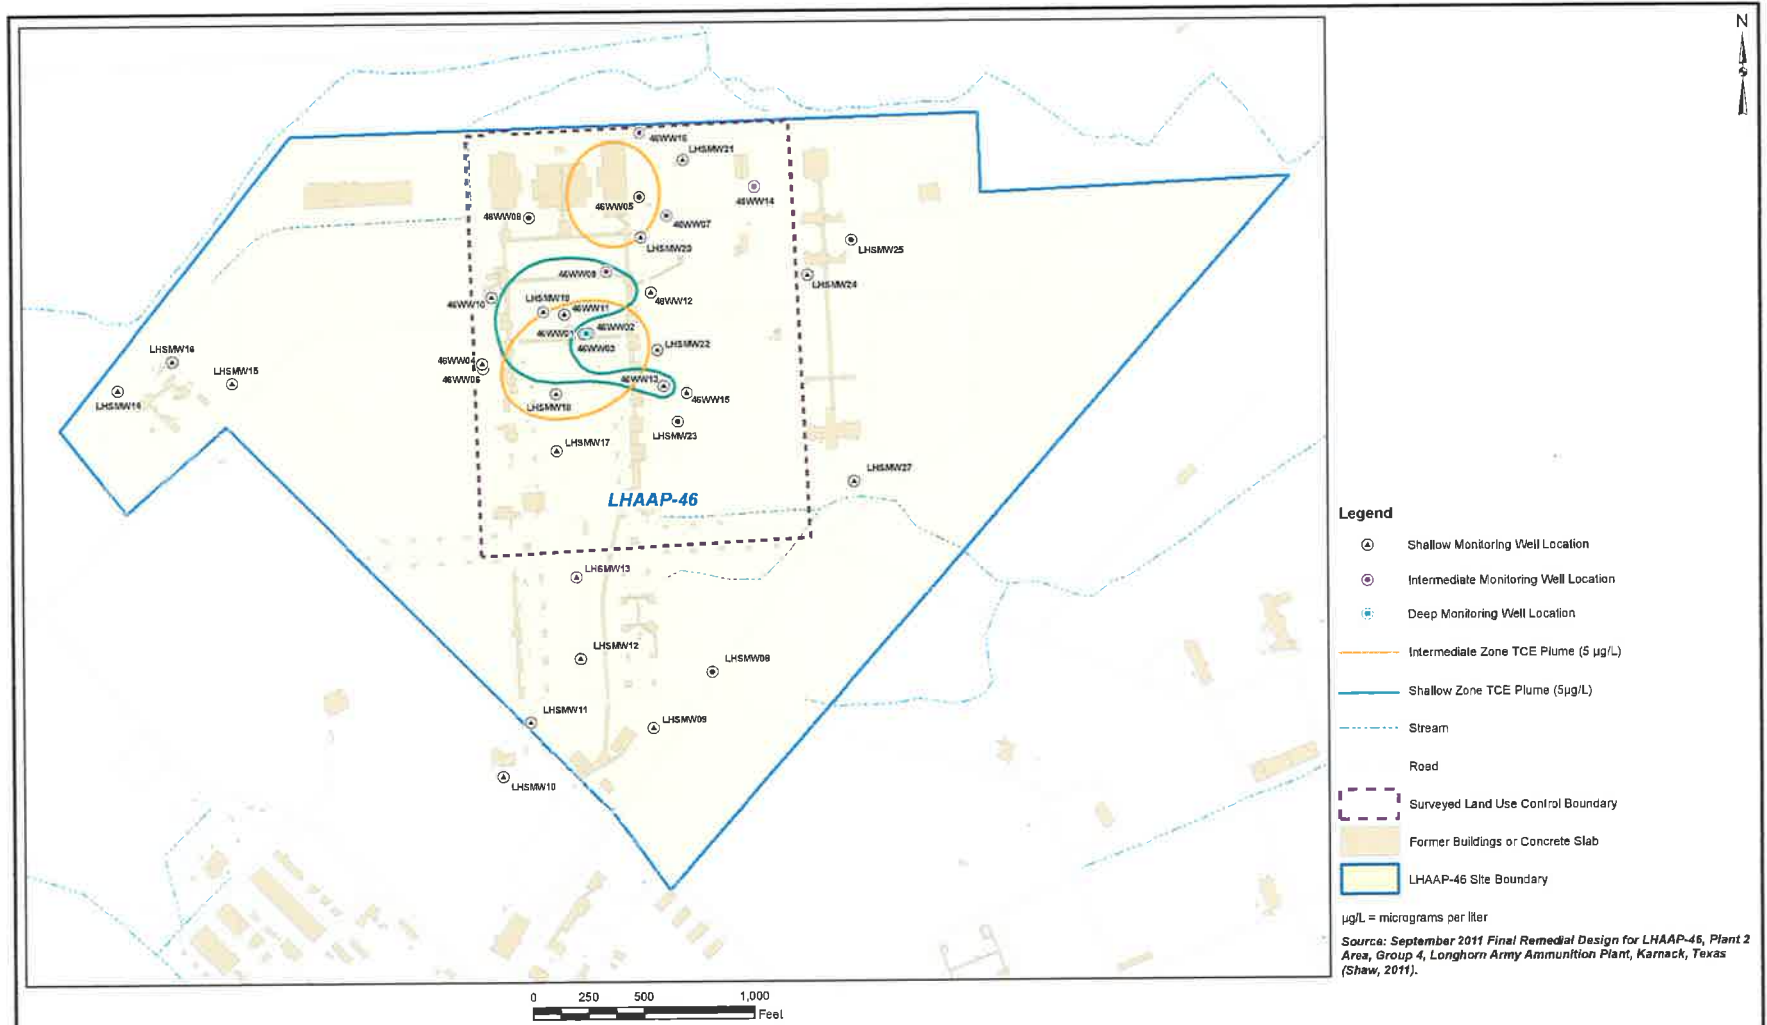 N
46WW16
LHSMW21
46WW14
46WW05
46WW07
LHSMW20
LHSMW25
LHSMW24
46WW12
46WW10
46WW11
46WW02
46WW01
46WW03
LHSMW22
46WW04
46WW06
46WW13
46WW15
LHSMW18
LHSMW23
LHSMW17
LHSMW16
LHSMW15
LHSMW27
LHAAP-46
LHSMW13
LHSMW12
LHSMW08
LHSMW11
LHSMW09
LHSMW10
0 250 500 1,000
Feet
Legend
Shallow Monitoring Well Location
Intermediate Monitoring Well Location
Deep Monitoring Well Location
Intermediate Zone TCE Plume (5 µg/L)
Shallow Zone TCE Plume (5µg/L)
Stream
Road
Surveyed Land Use Control Boundary
Former Buildings or Concrete Slab
LHAAP-46 Site Boundary
µg/L = micrograms per liter
Source: September 2011 Final Remedial Design for LHAAP-46, Plant 2
Area, Group 4, Longhorn Army Ammunition Plant, Karnack, Texas
(Shaw, 2011).